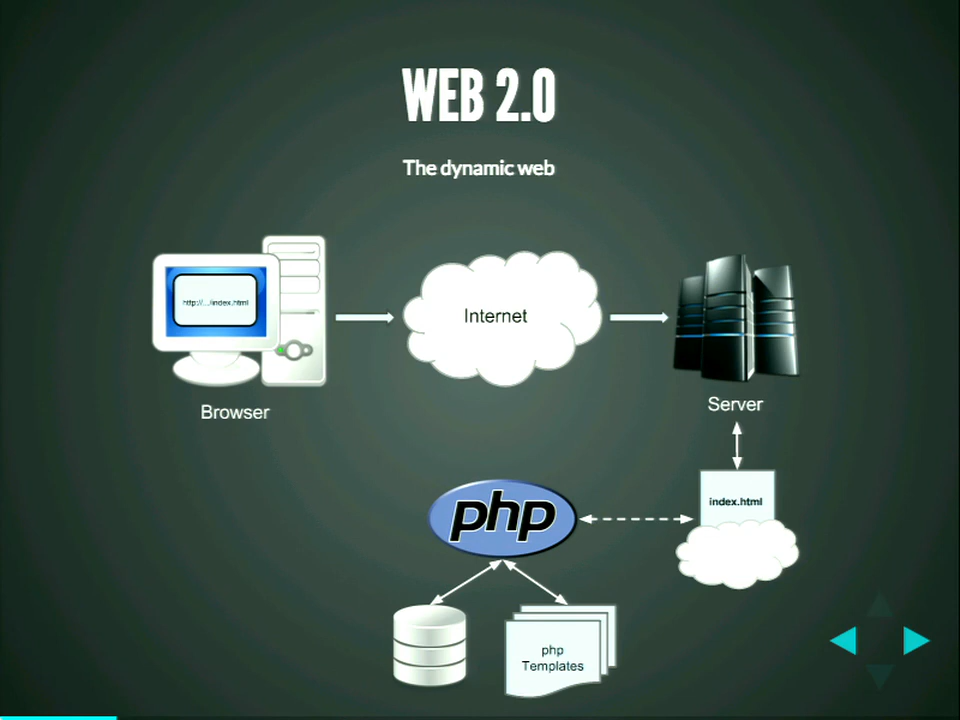 WEB 2.0
The dynamic web
http://.../index.html
Internet
Browser
Server
index.html
php
php
Templates